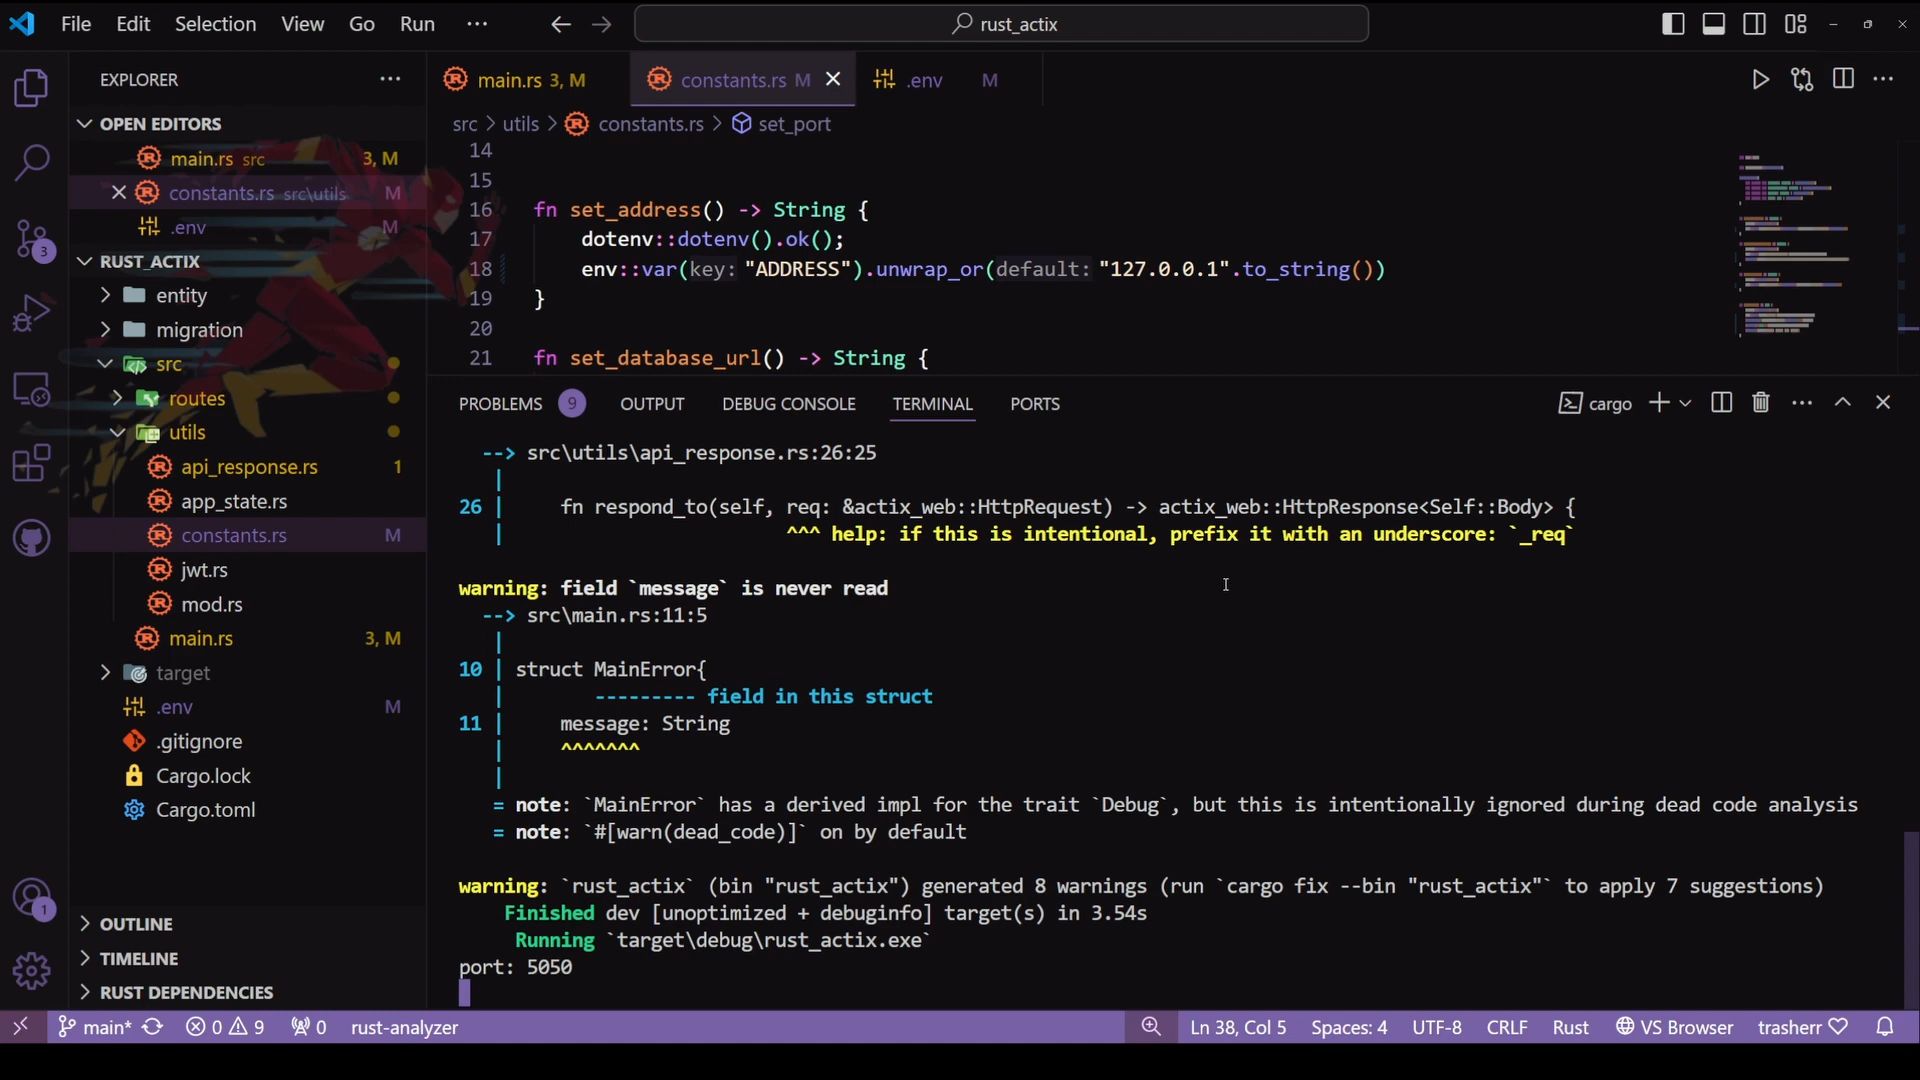 File Edit Selection View Go Run ··· rust_actix
EXPLORER
OPEN EDITORS
main.rs src 3, M
constants.rs src\utils M
.env M
RUST_ACTIX
entity
migration
src
routes
utils
api_response.rs 1
app_state.rs
constants.rs M
jwt.rs
mod.rs
main.rs 3, M
target
.env M
.gitignore
Cargo.lock
Cargo.toml
OUTLINE
TIMELINE
RUST DEPENDENCIES
3
1
main.rs 3, M constants.rs M .env M
src > utils > constants.rs > set_port
14
15
16 fn set_address() -> String {
17 dotenv::dotenv().ok();
18 env::var(key: "ADDRESS").unwrap_or(default: "127.0.0.1".to_string())
19 }
20
21 fn set_database_url() -> String {
PROBLEMS 9 OUTPUT DEBUG CONSOLE TERMINAL PORTS cargo
--> src\utils\api_response.rs:26:25
|
26 | fn respond_to(self, req: &actix_web::HttpRequest) -> actix_web::HttpResponse<Self::Body> {
| ^^^ help: if this is intentional, prefix it with an underscore: `_req`
warning: field `message` is never read
--> src\main.rs:11:5
|
10 | struct MainError{
| --------- field in this struct
11 | message: String
| ^^^^^^^
|
= note: `MainError` has a derived impl for the trait `Debug`, but this is intentionally ignored during dead code analysis
= note: `#[warn(dead_code)]` on by default
warning: `rust_actix` (bin "rust_actix") generated 8 warnings (run `cargo fix --bin "rust_actix"` to apply 7 suggestions)
Finished dev [unoptimized + debuginfo] target(s) in 3.54s
Running `target\debug\rust_actix.exe`
port: 5050
main* 0 9 0 rust-analyzer Ln 38, Col 5 Spaces: 4 UTF-8 CRLF Rust VS Browser trasherr